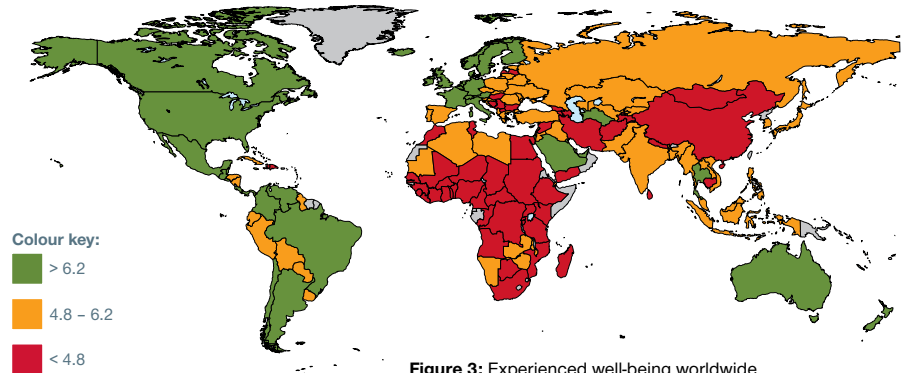 Colour key:
> 6.2
4.8 – 6.2
< 4.8
Figure 3: Experienced well-being worldwide